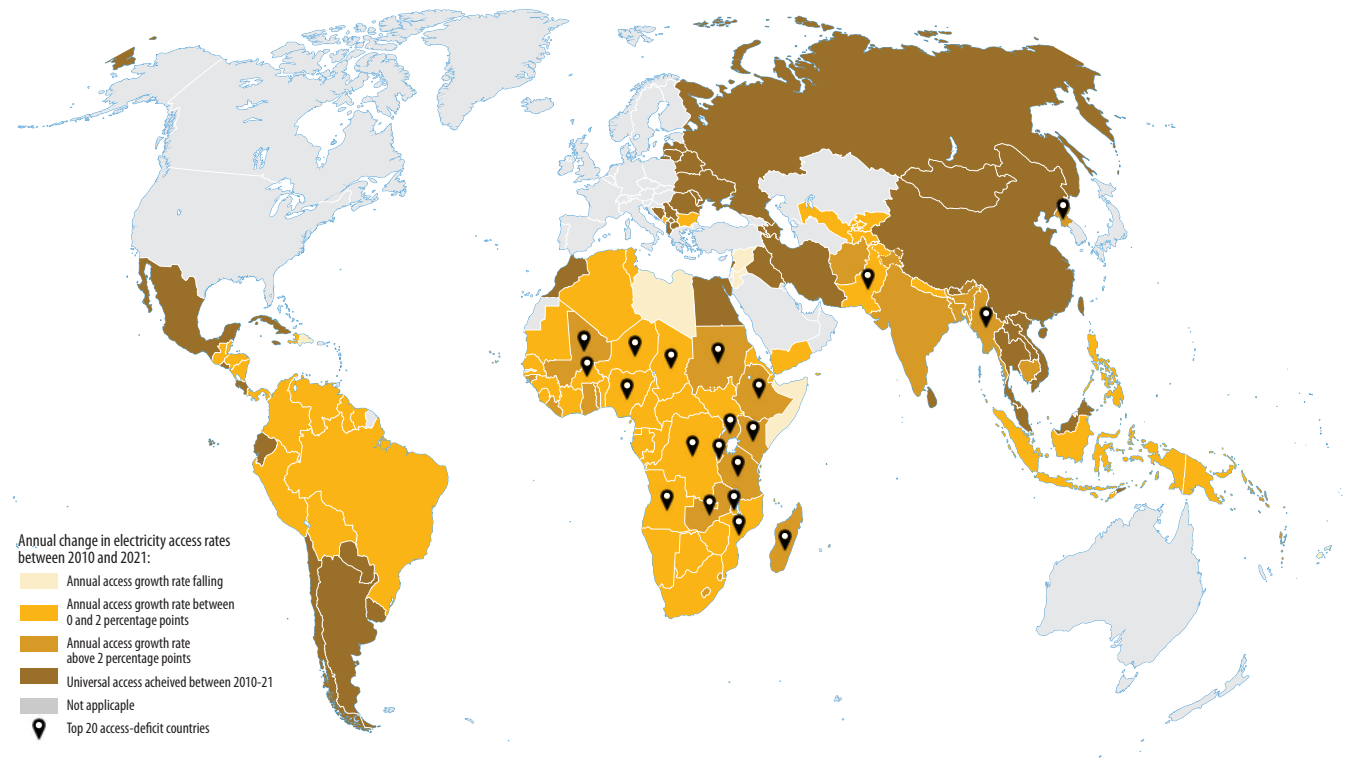 Annual change in electricity access rates
between 2010 and 2021:
Annual access growth rate falling
Annual access growth rate between
0 and 2 percentage points
Annual access growth rate
above 2 percentage points
Universal access acheived between 2010-21
Not applicaple
Top 20 access-deficit countries